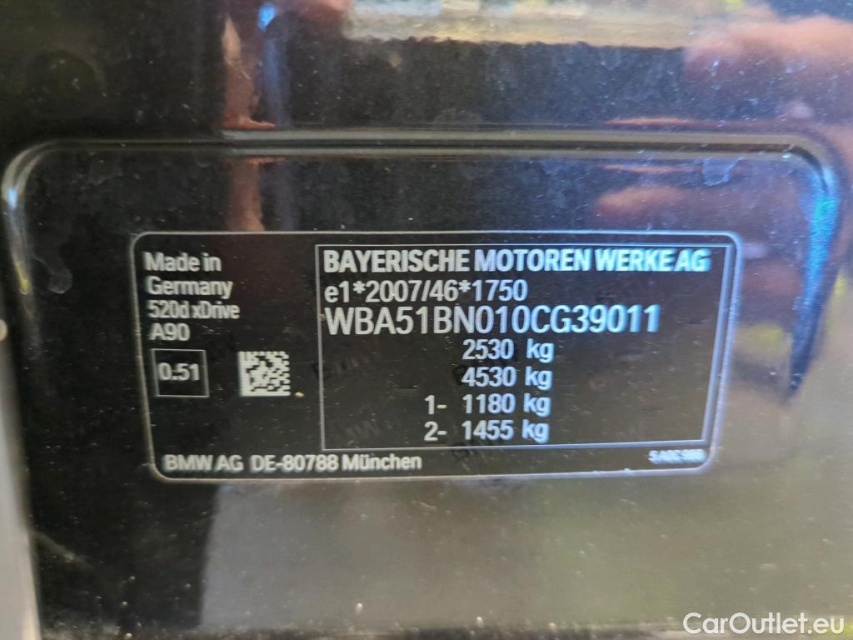 Made in
Germany
520d xDrive
A90
0.51
BAYERISCHE MOTOREN WERKE AG
e1*2007/46*1750
WBA51BN010CG39011
2530 kg
4530 kg
1- 1180 kg
2- 1455 kg
BMW AG DE-80788 München
CarOutlet.eu